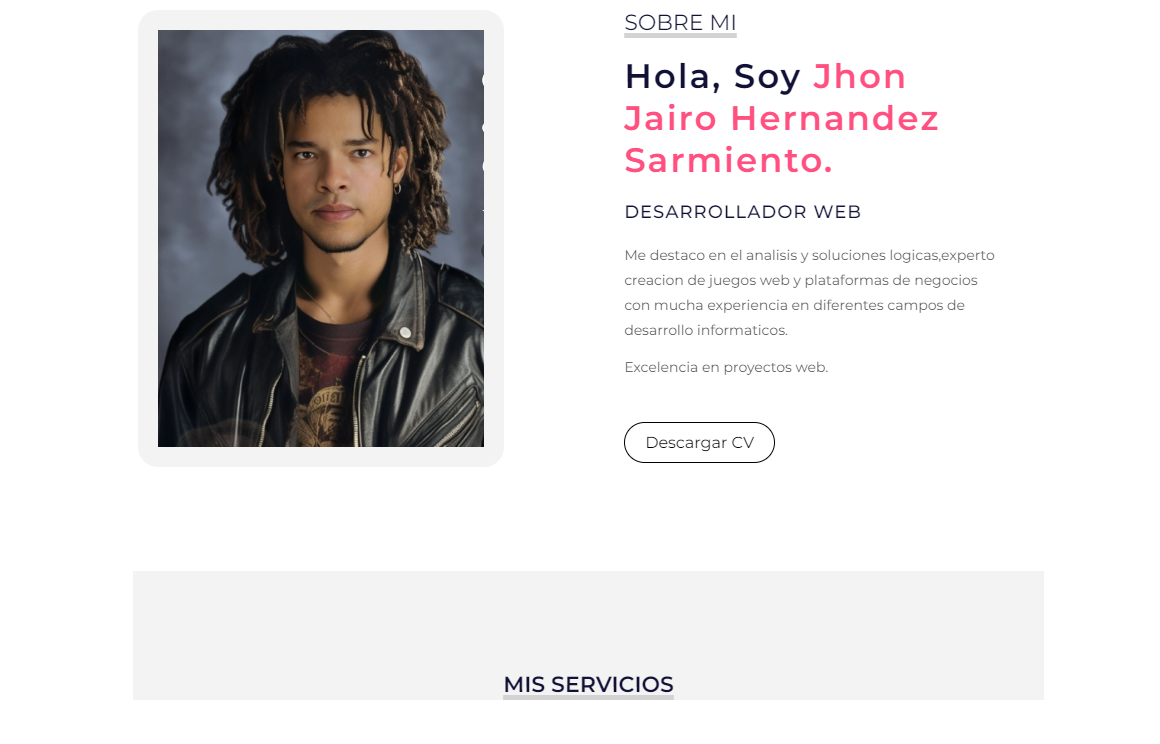 SOBRE MI
Hola, Soy Jhon
Jairo Hernandez
Sarmiento.
DESARROLLADOR WEB
Me destaco en el analisis y soluciones logicas,experto
creacion de juegos web y plataformas de negocios
con mucha experiencia en diferentes campos de
desarrollo informaticos.
Excelencia en proyectos web.
Descargar CV
MIS SERVICIOS